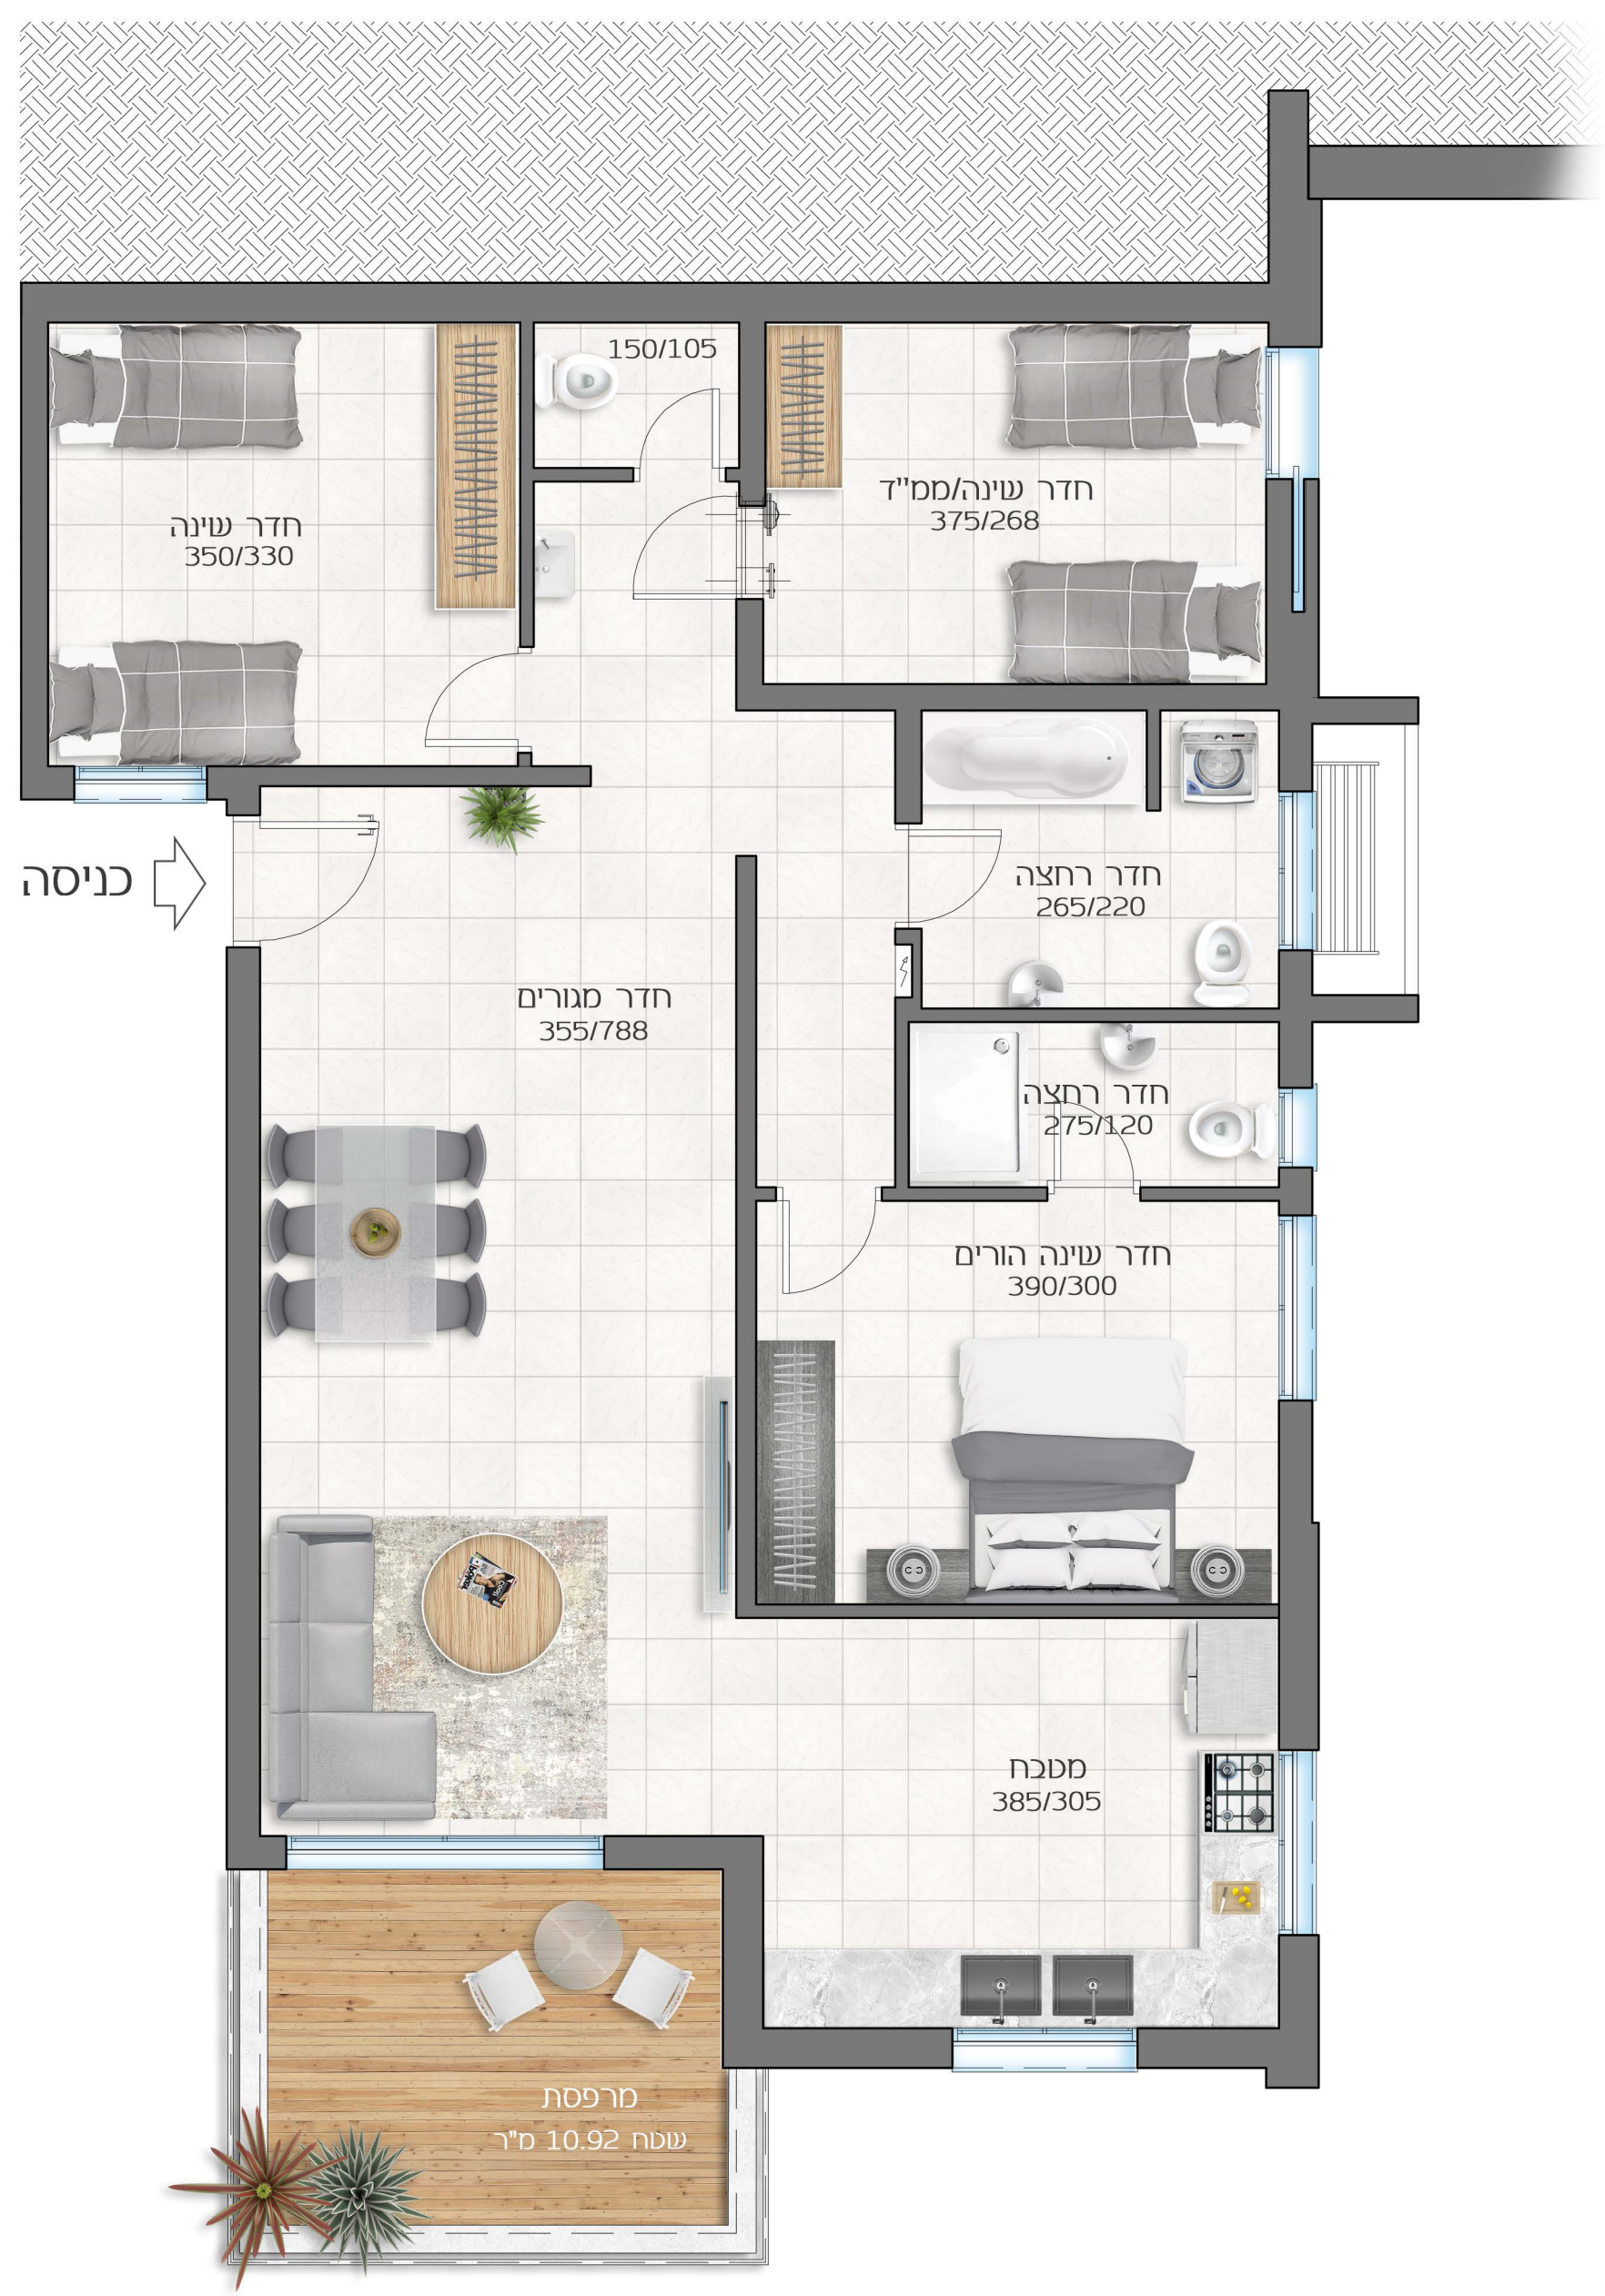 150/105
חדר שינה/ממ"ד
375/268
חדר שינה
350/330
כניסה
חדר רחצה
265/220
חדר מגורים
355/788
חדר רחצה
275/120
חדר שינה הורים
390/300
מטבח
385/305
מרפסת
שטח 10.92 מ"ר